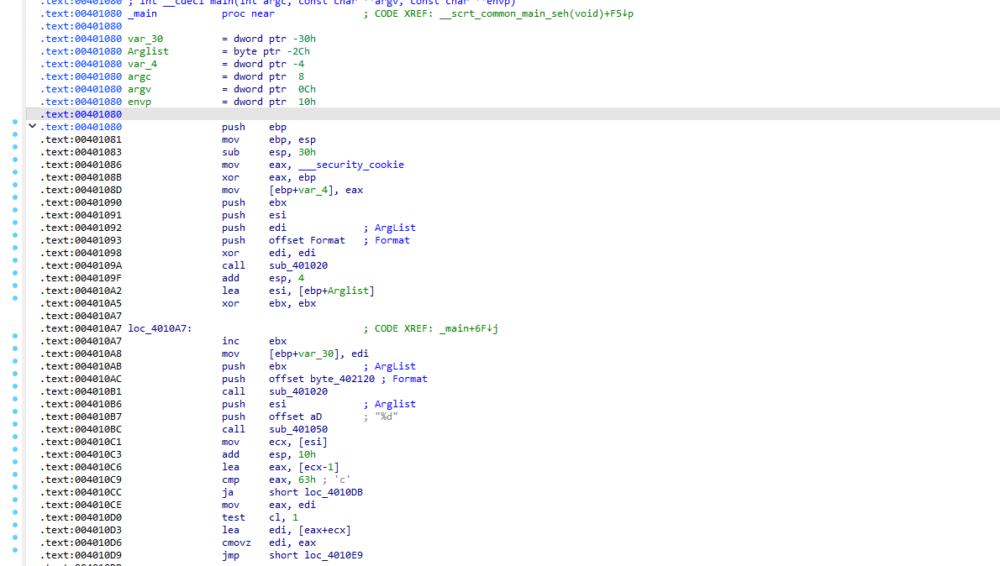 .text:00401080 ; int __cdecl main(int argc, const char **argv, const char **envp)
.text:00401080 _main proc near ; CODE XREF: __scrt_common_main_seh(void)+F5↓p
.text:00401080
.text:00401080 var_30 = dword ptr -30h
.text:00401080 Arglist = byte ptr -2Ch
.text:00401080 var_4 = dword ptr -4
.text:00401080 argc = dword ptr 8
.text:00401080 argv = dword ptr 0Ch
.text:00401080 envp = dword ptr 10h
.text:00401080
.text:00401080 push ebp
.text:00401081 mov ebp, esp
.text:00401083 sub esp, 30h
.text:00401086 mov eax, ___security_cookie
.text:0040108B xor eax, ebp
.text:0040108D mov [ebp+var_4], eax
.text:00401090 push ebx
.text:00401091 push esi
.text:00401092 push edi ; ArgList
.text:00401093 push offset Format ; Format
.text:00401098 xor edi, edi
.text:0040109A call sub_401020
.text:0040109F add esp, 4
.text:004010A2 lea esi, [ebp+Arglist]
.text:004010A5 xor ebx, ebx
.text:004010A7
.text:004010A7 loc_4010A7: ; CODE XREF: _main+6F↓j
.text:004010A7 inc ebx
.text:004010A8 mov [ebp+var_30], edi
.text:004010AB push ebx ; ArgList
.text:004010AC push offset byte_402120 ; Format
.text:004010B1 call sub_401020
.text:004010B6 push esi ; Arglist
.text:004010B7 push offset aD ; "%d"
.text:004010BC call sub_401050
.text:004010C1 mov ecx, [esi]
.text:004010C3 add esp, 10h
.text:004010C6 lea eax, [ecx-1]
.text:004010C9 cmp eax, 63h ; 'c'
.text:004010CC ja short loc_4010DB
.text:004010CE mov eax, edi
.text:004010D0 test cl, 1
.text:004010D3 lea edi, [eax+ecx]
.text:004010D6 cmovz edi, eax
.text:004010D9 jmp short loc_4010E9